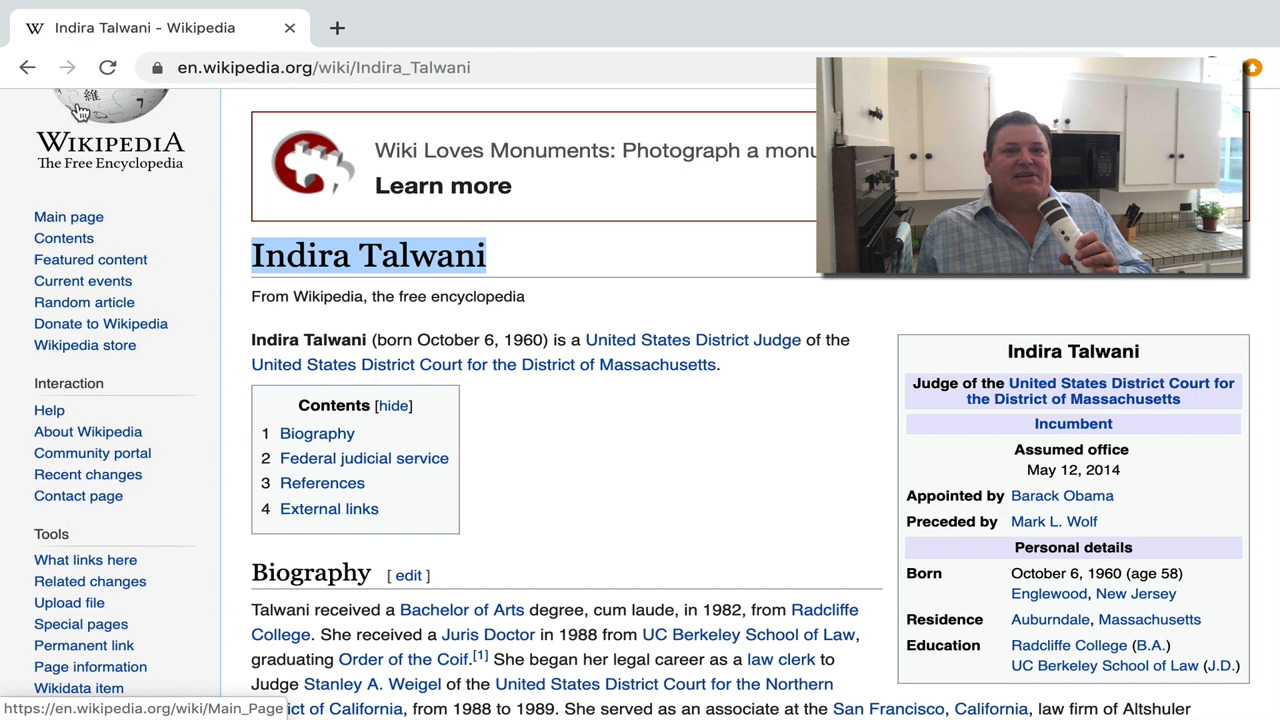 Indira Talwani - Wikipedia
en.wikipedia.org/wiki/Indira_Talwani
維
7
WIKIPEDIA
The Free Encyclopedia
Main page
Contents
Featured content
Current events
Random article
Donate to Wikipedia
Wikipedia store
Interaction
Help
About Wikipedia
Community portal
Recent changes
Contact page
Tools
What links here
Related changes
Upload file
Special pages
Permanent link
Page information
Wikidata item
https://en.wikipedia.org/wiki/Main_Page
Wiki Loves Monuments: Photograph a monu
Learn more
Indira Talwani
From Wikipedia, the free encyclopedia
Indira Talwani (born October 6, 1960) is a United States District Judge of the
United States District Court for the District of Massachusetts.
Contents [hide]
1 Biography
2 Federal judicial service
3 References
4 External links
Biography [ edit ]
Talwani received a Bachelor of Arts degree, cum laude, in 1982, from Radcliffe
College. She received a Juris Doctor in 1988 from UC Berkeley School of Law,
graduating Order of the Coif.[1] She began her legal career as a law clerk to
Judge Stanley A. Weigel of the United States District Court for the Northern
ict of California, from 1988 to 1989. She served as an associate at the San Francisco, California, law firm of Altshuler
Indira Talwani
Judge of the United States District Court for
the District of Massachusetts
Incumbent
Assumed office
May 12, 2014
Appointed by Barack Obama
Preceded by Mark L. Wolf
Personal details
Born October 6, 1960 (age 58)
Englewood, New Jersey
Residence Auburndale, Massachusetts
Education Radcliffe College (B.A.)
UC Berkeley School of Law (J.D.)